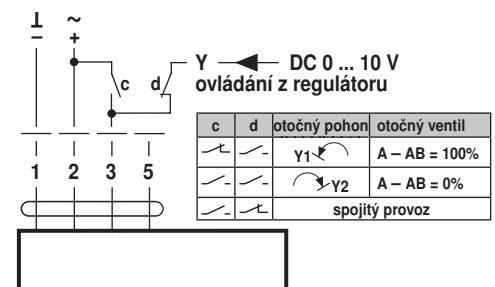 ⊥ ~
– +
Y DC 0 ... 10 V
c d ovládání z regulátoru
c d otočný pohon otočný ventil
Y1 A – AB = 100%
Y2 A – AB = 0%
spojitý provoz
1 2 3 5